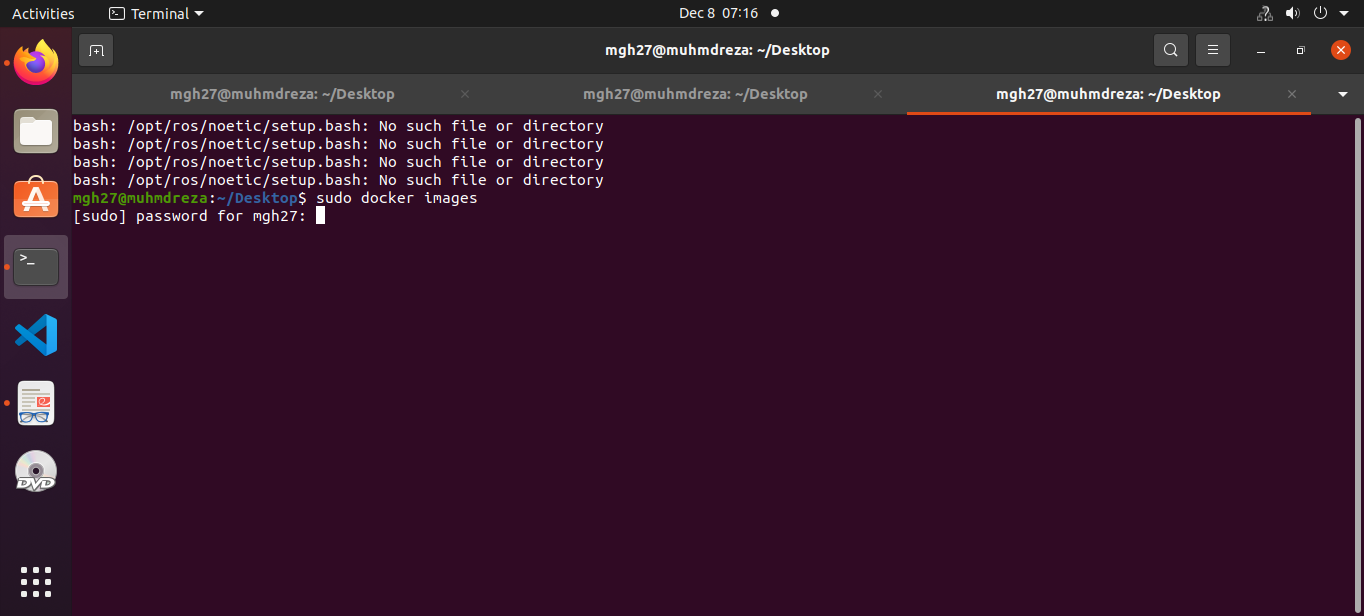 Activities
Terminal
Dec 8 07:16
mgh27@muhmdreza: ~/Desktop
mgh27@muhmdreza: ~/Desktop
mgh27@muhmdreza: ~/Desktop
mgh27@muhmdreza: ~/Desktop
bash: /opt/ros/noetic/setup.bash: No such file or directory
bash: /opt/ros/noetic/setup.bash: No such file or directory
bash: /opt/ros/noetic/setup.bash: No such file or directory
bash: /opt/ros/noetic/setup.bash: No such file or directory
mgh27@muhmdreza:~/Desktop$ sudo docker images
[sudo] password for mgh27:
>_
DVD